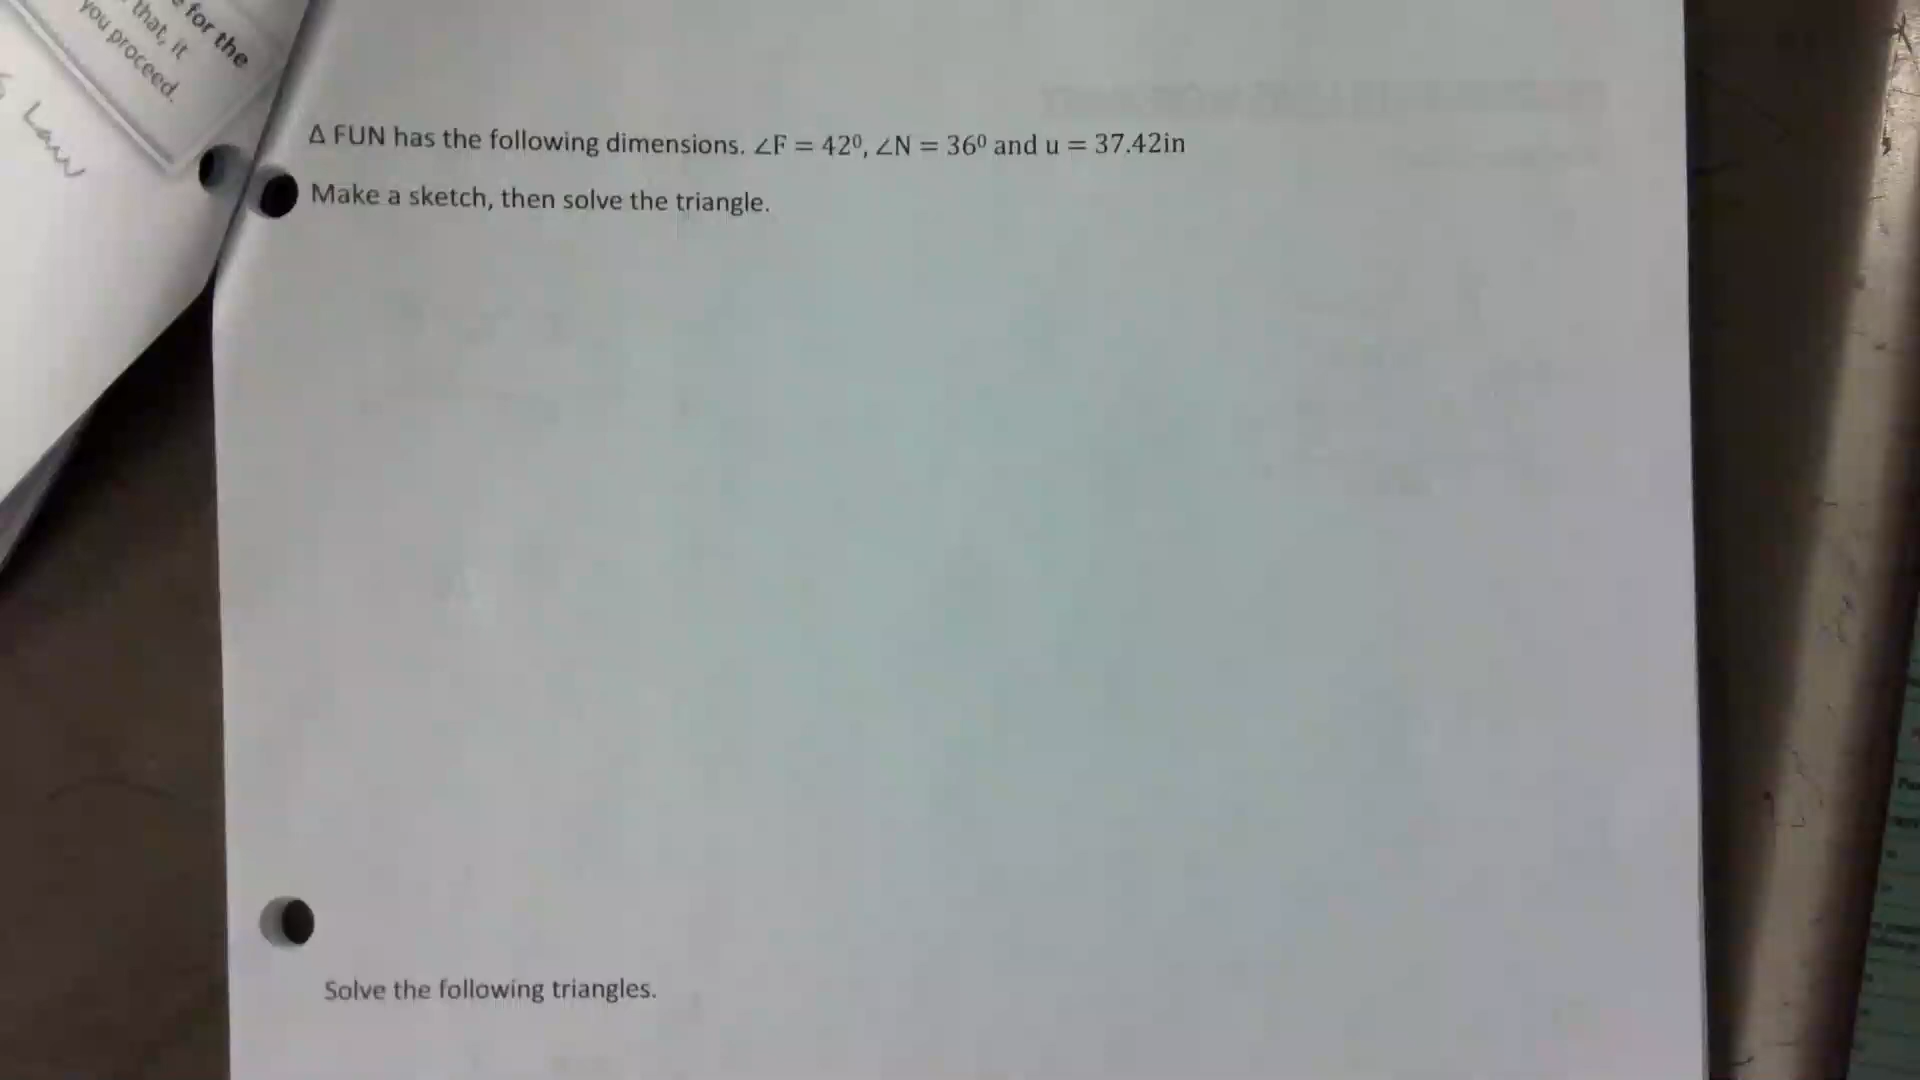 for the
that, it
you proceed.
Law
Δ FUN has the following dimensions. ∠F = 42⁰, ∠N = 36⁰ and u = 37.42in
Make a sketch, then solve the triangle.
Solve the following triangles.